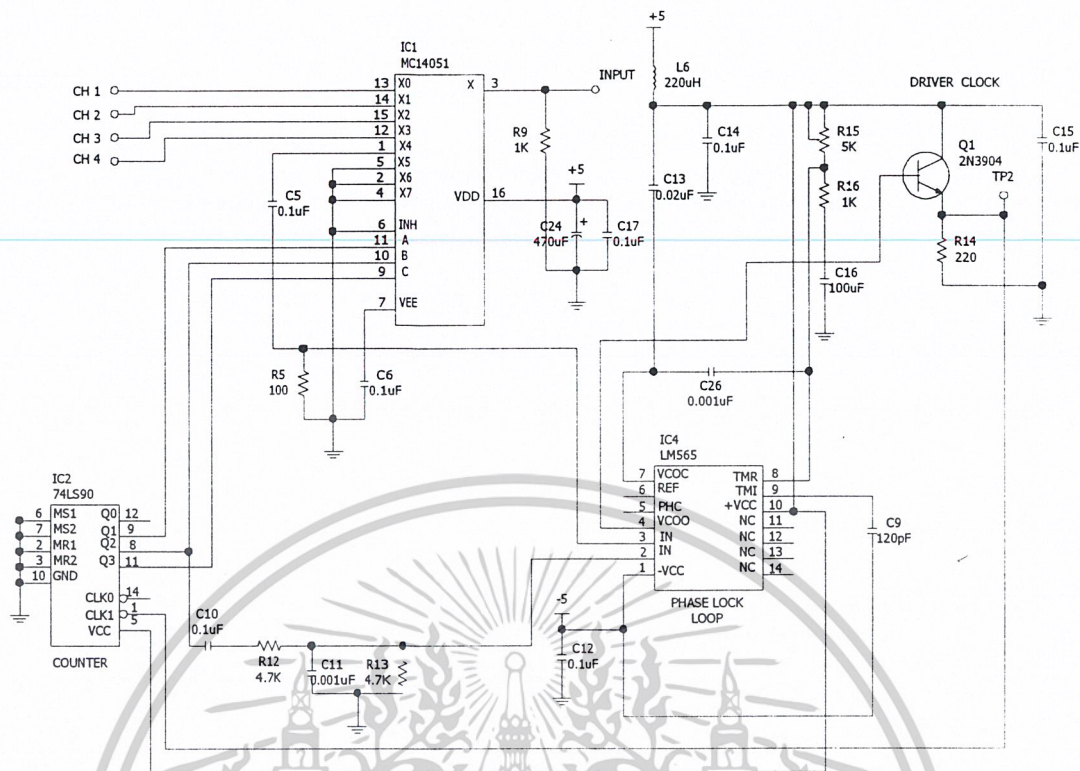 IC1
MC14051
CH 1
CH 2
CH 3
CH 4
13 X0
14 X1
15 X2
12 X3
1 X4
5 X5
2 X6
4 X7
6 INH
11 A
10 B
9 C
7 VEE
X 3
VDD 16
INPUT
R9
1K
+5
C24
470uF
+
C17
0.1uF
C5
0.1uF
R5
100
C6
0.1uF
+5
L6
220uH
C14
0.1uF
C13
0.02uF
R15
5K
R16
1K
C16
100uF
DRIVER CLOCK
Q1
2N3904
TP2
R14
220
C15
0.1uF
C26
0.001uF
IC4
LM565
7 VCOC
6 REF
5 PHC
4 VCOO
3 IN
2 IN
1 -VCC
TMR 8
TMI 9
+VCC 10
NC 11
NC 12
NC 13
NC 14
PHASE LOCK
LOOP
C9
120pF
-5
C12
0.1uF
IC2
74LS90
6 MS1
7 MS2
2 MR1
3 MR2
10 GND
Q0 12
Q1 9
Q2 8
Q3 11
CLK0 14
CLK1 1
VCC 5
COUNTER
C10
0.1uF
R12
4.7K
C11
0.001uF
R13
4.7K